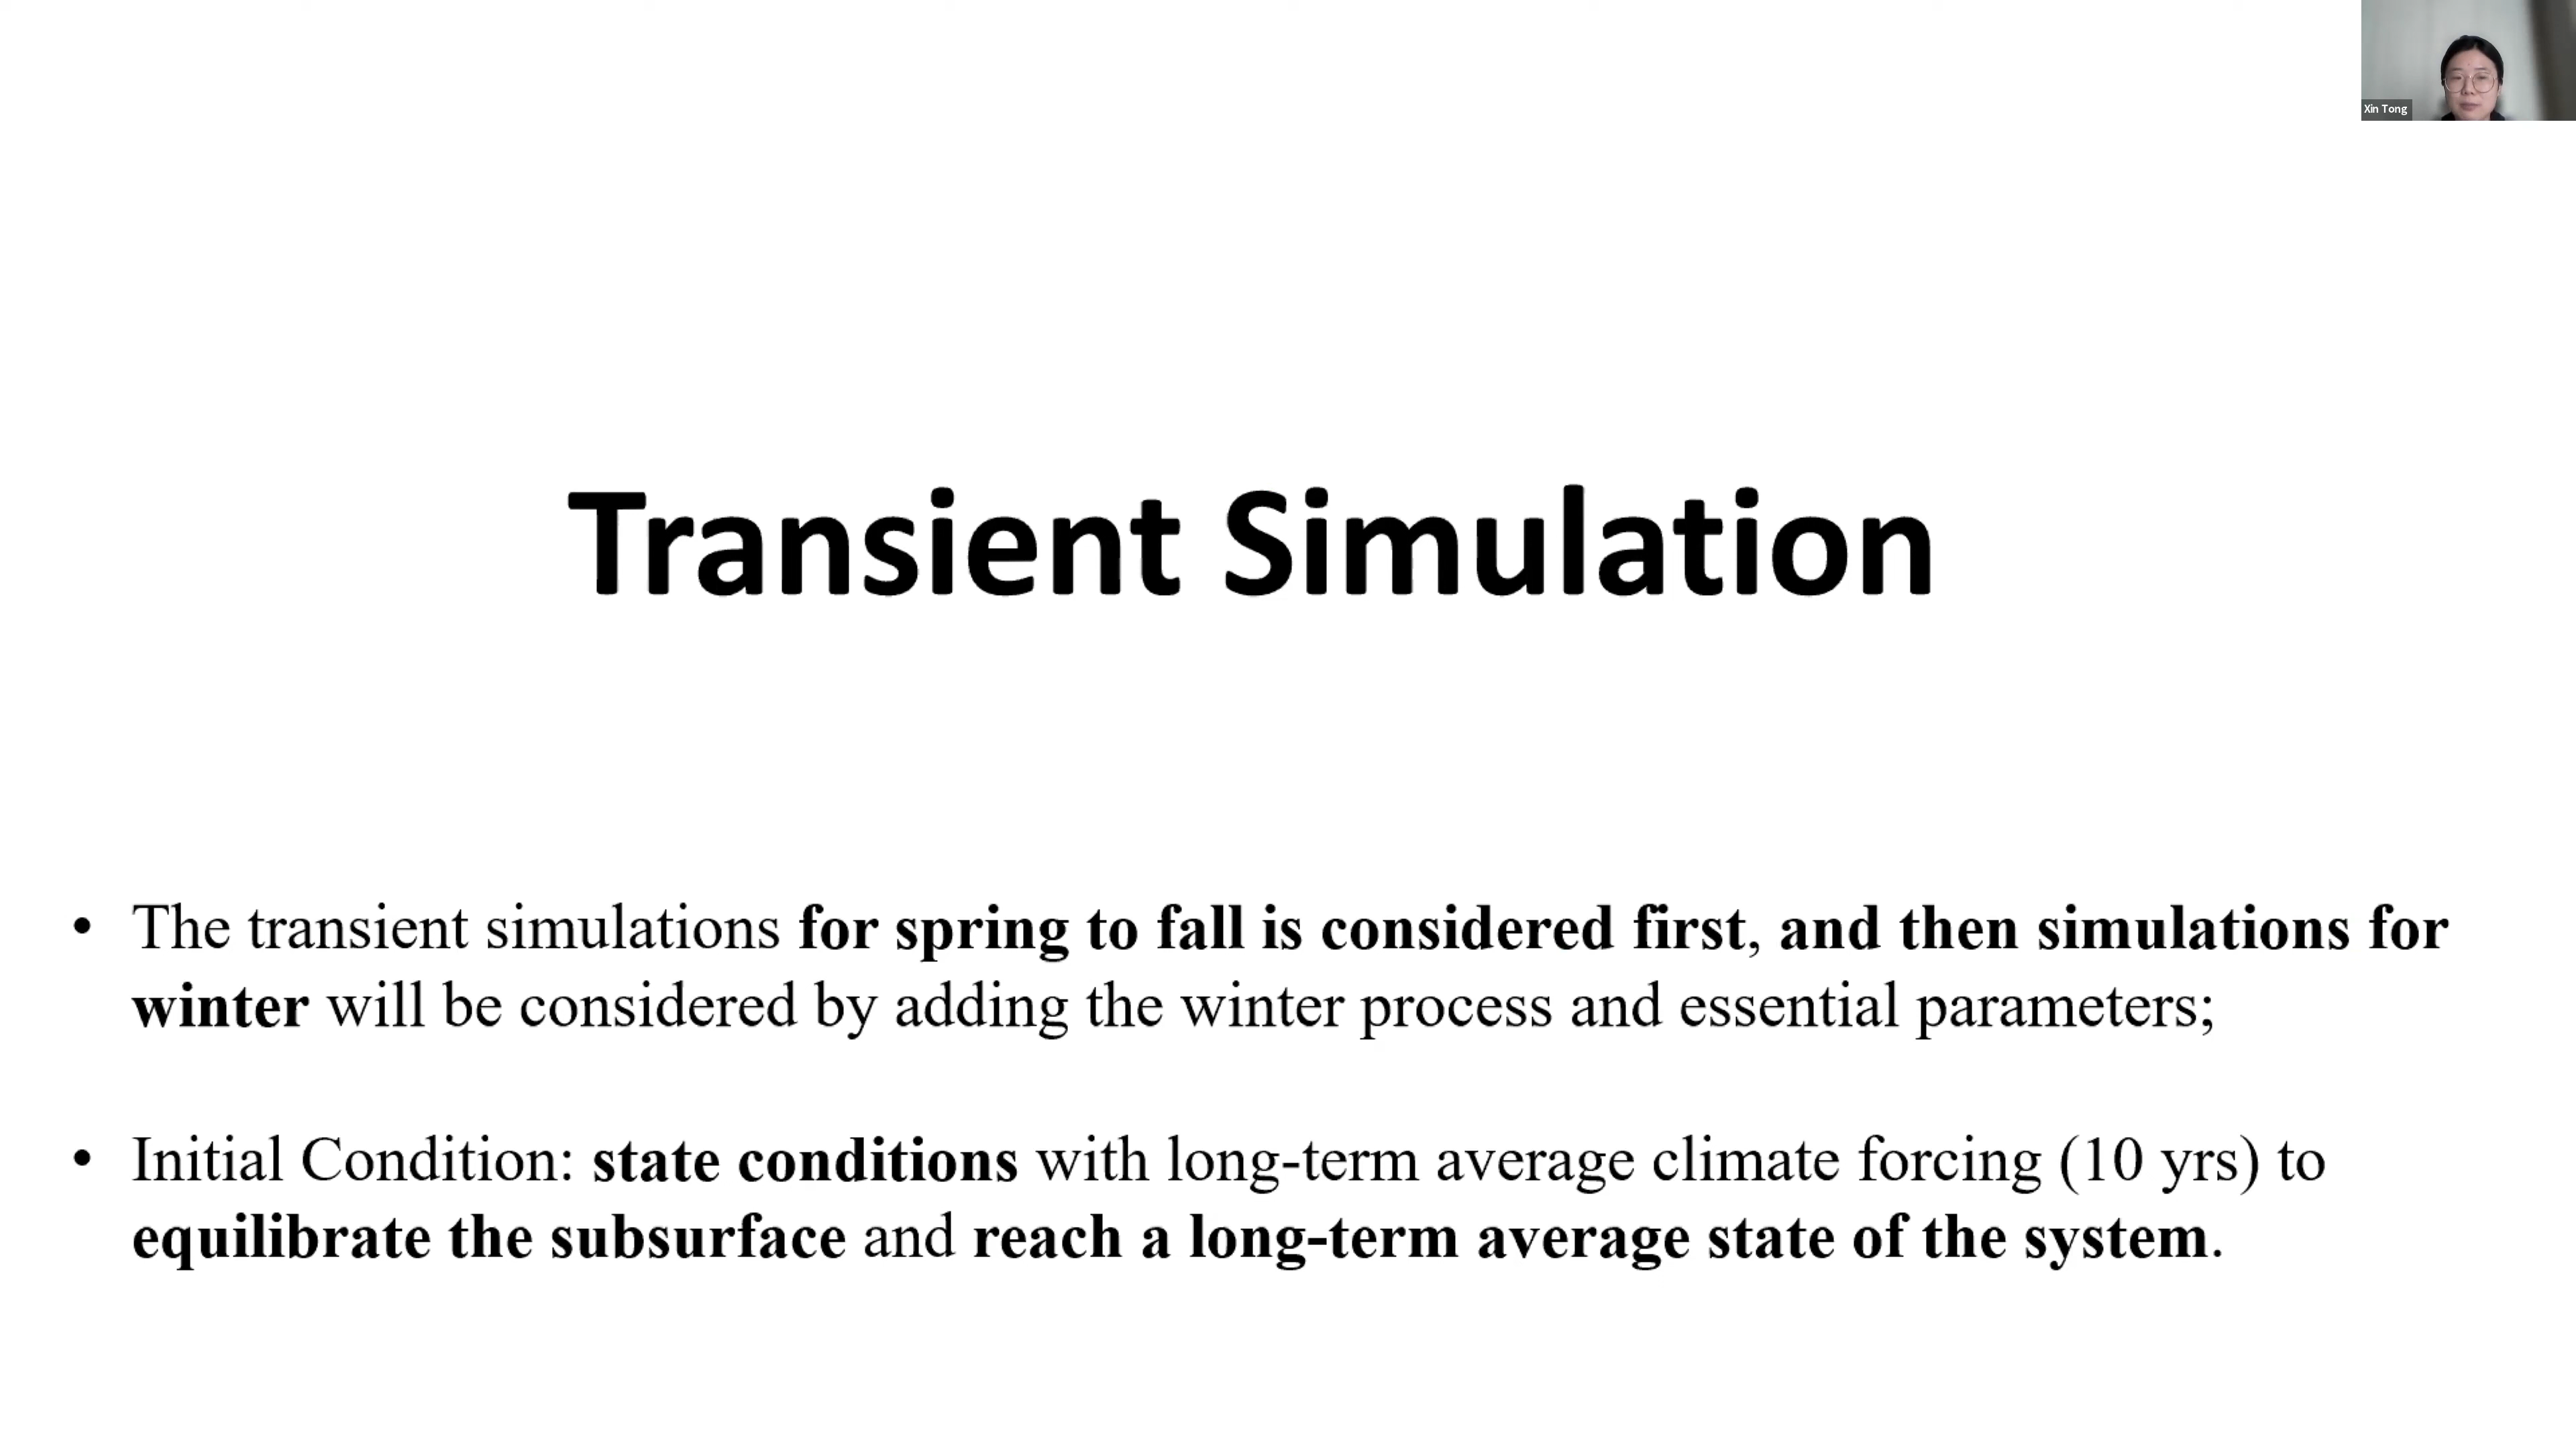 Xin Tong
Transient Simulation
• The transient simulations for spring to fall is considered first, and then simulations for
winter will be considered by adding the winter process and essential parameters;
• Initial Condition: state conditions with long-term average climate forcing (10 yrs) to
equilibrate the subsurface and reach a long-term average state of the system.